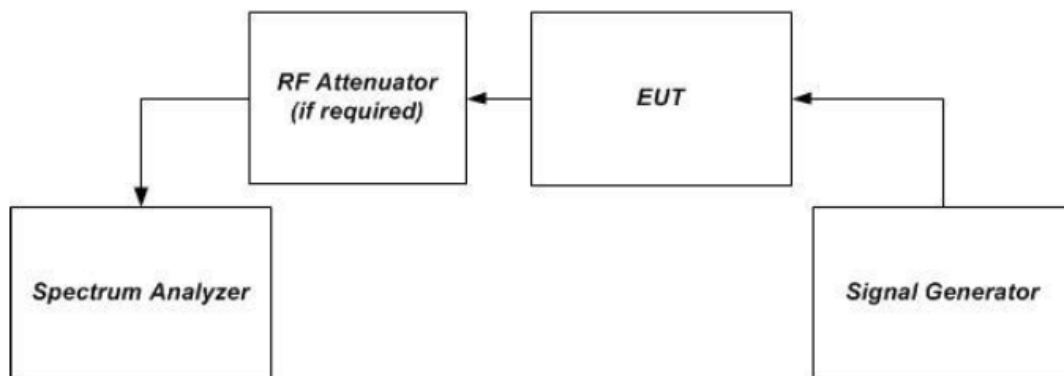 RF Attenuator
(if required)
EUT
Spectrum Analyzer
Signal Generator